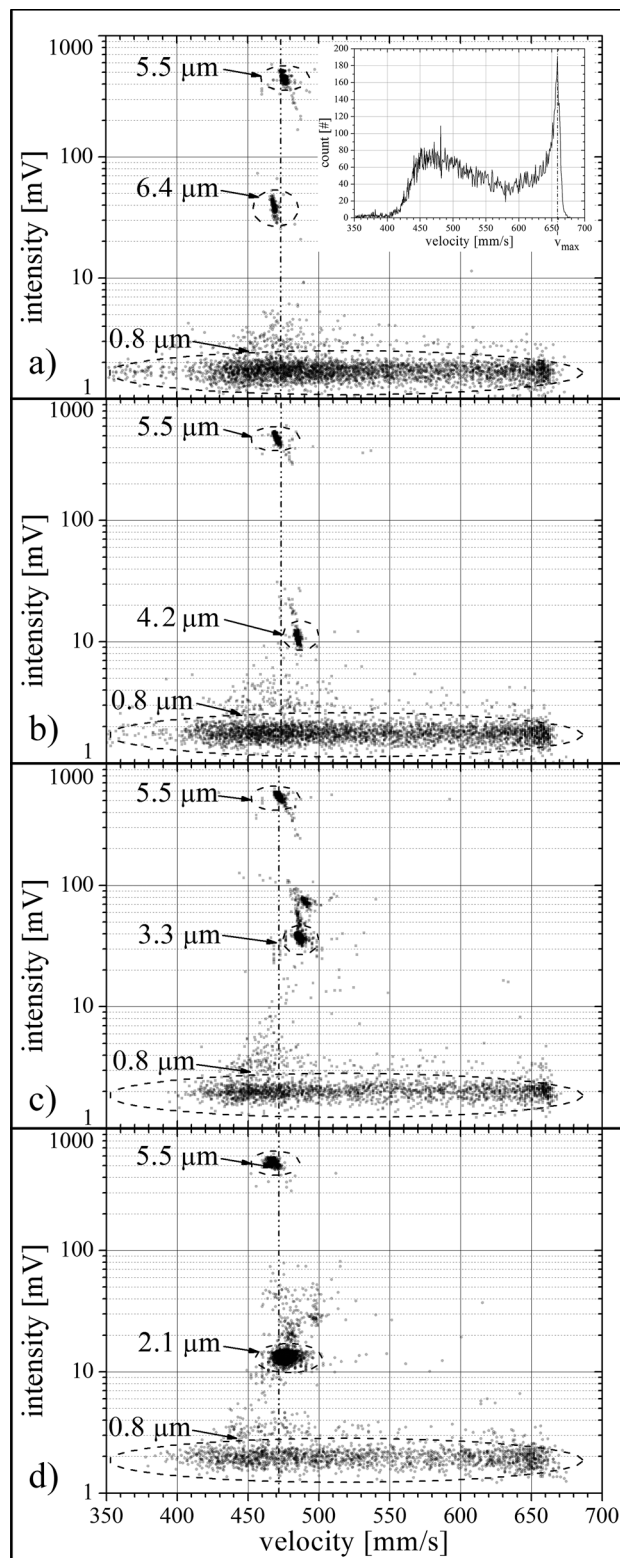 1000
100
10
1
intensity [mV]
5.5 µm
6.4 µm
0.8 µm
a)
200
180
160
140
120
100
80
60
40
20
0
count [#]
350 400 450 500 550 600 650 700
velocity [mm/s]
vmax
1000
100
10
1
intensity [mV]
5.5 µm
4.2 µm
0.8 µm
b)
1000
100
10
1
intensity [mV]
5.5 µm
3.3 µm
0.8 µm
c)
1000
100
10
1
intensity [mV]
5.5 µm
2.1 µm
0.8 µm
d)
350 400 450 500 550 600 650 700
velocity [mm/s]